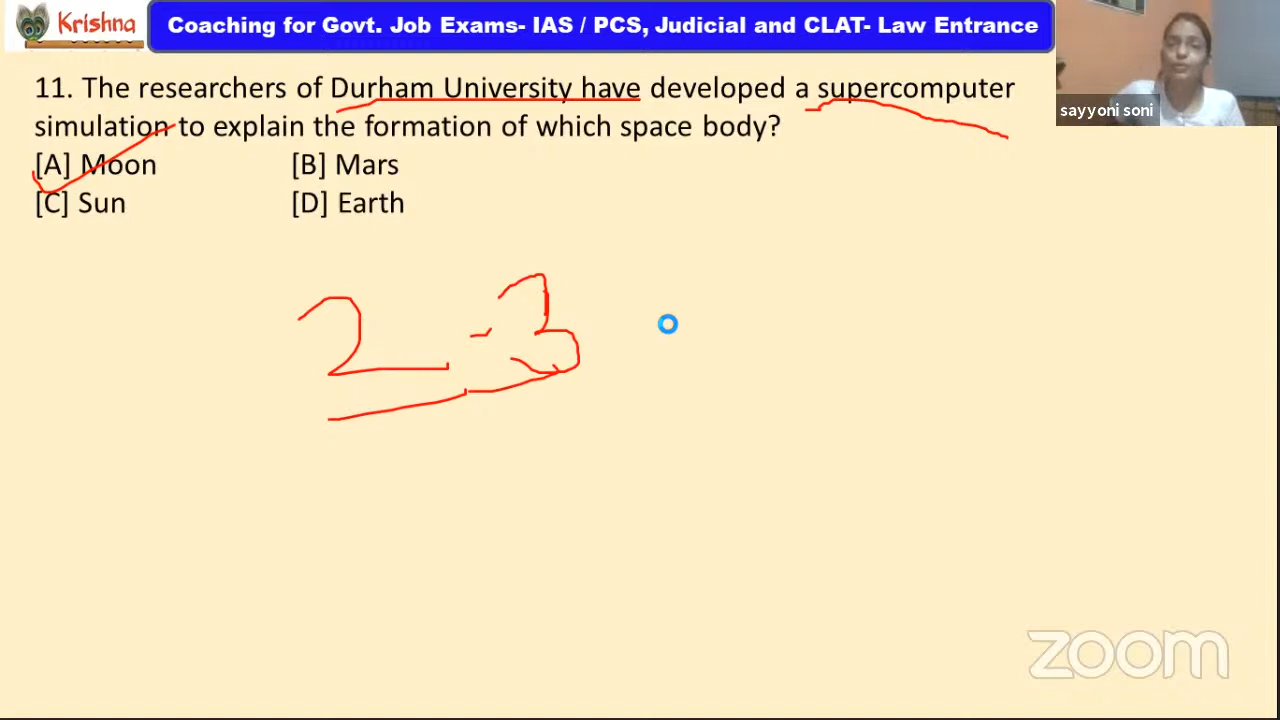 Krishna
Coaching for Govt. Job Exams- IAS / PCS, Judicial and CLAT- Law Entrance
sayyoni soni
11. The researchers of Durham University have developed a supercomputer
simulation to explain the formation of which space body?
[A] Moon [B] Mars
[C] Sun [D] Earth
2-3
zoom